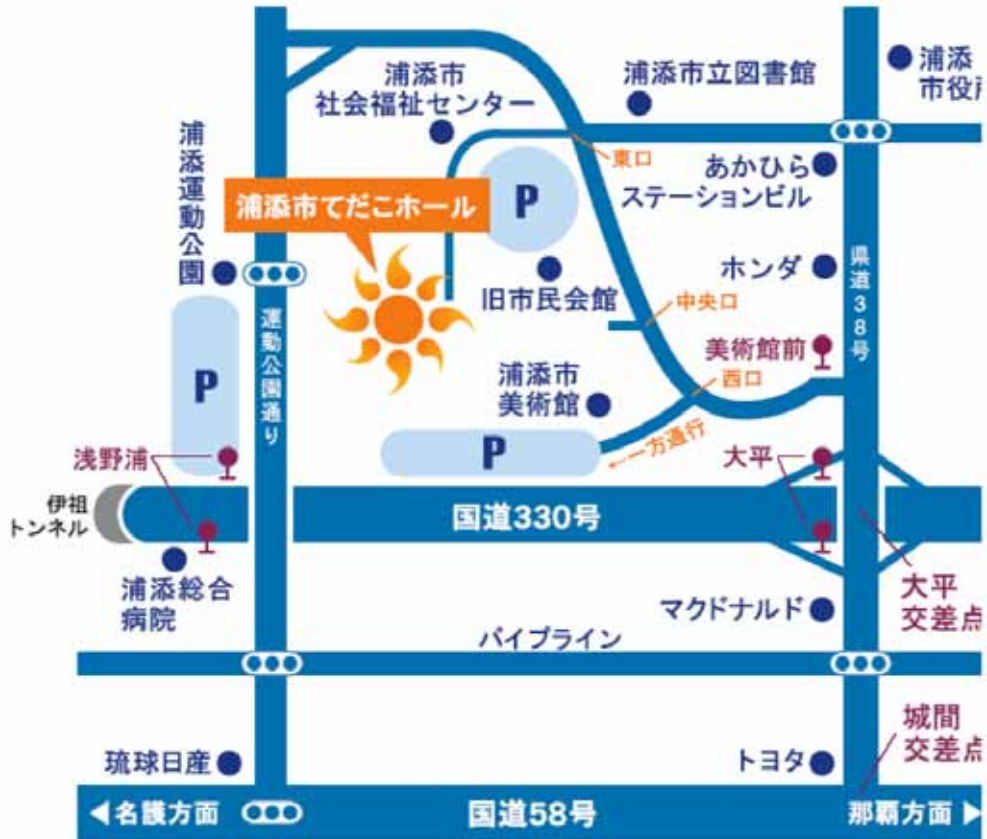 浦添市
社会福祉センター
浦添市立図書館
浦添
市役所
浦添運動公園
浦添市てだこホール
P
東口
あかひら
ステーションビル
旧市民会館
ホンダ
県道38号
中央口
運動公園通り
P
浦添市
美術館
西口
美術館前
P
←一方通行
浅野浦
大平
伊祖
トンネル
国道330号
浦添総合
病院
マクドナルド
大平
交差点
パイプライン
城間
交差点
琉球日産
トヨタ
◀名護方面
国道58号
那覇方面▶